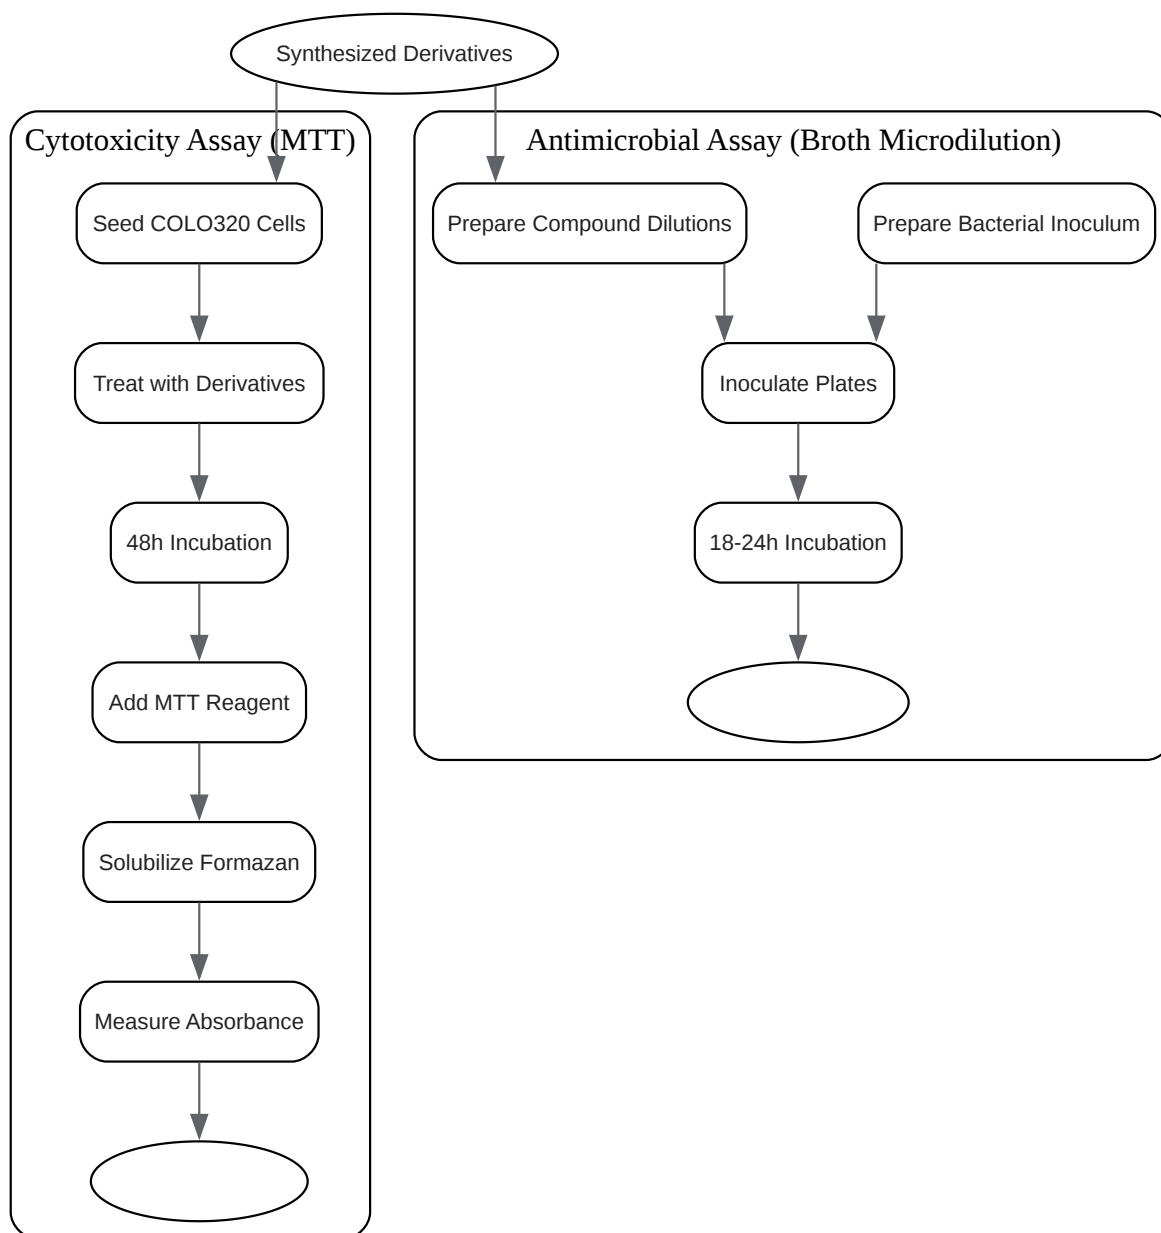 Synthesized Derivatives
Cytotoxicity Assay (MTT)
Seed COLO320 Cells
Treat with Derivatives
48h Incubation
Add MTT Reagent
Solubilize Formazan
Measure Absorbance
Antimicrobial Assay (Broth Microdilution)
Prepare Compound Dilutions
Prepare Bacterial Inoculum
Inoculate Plates
18-24h Incubation